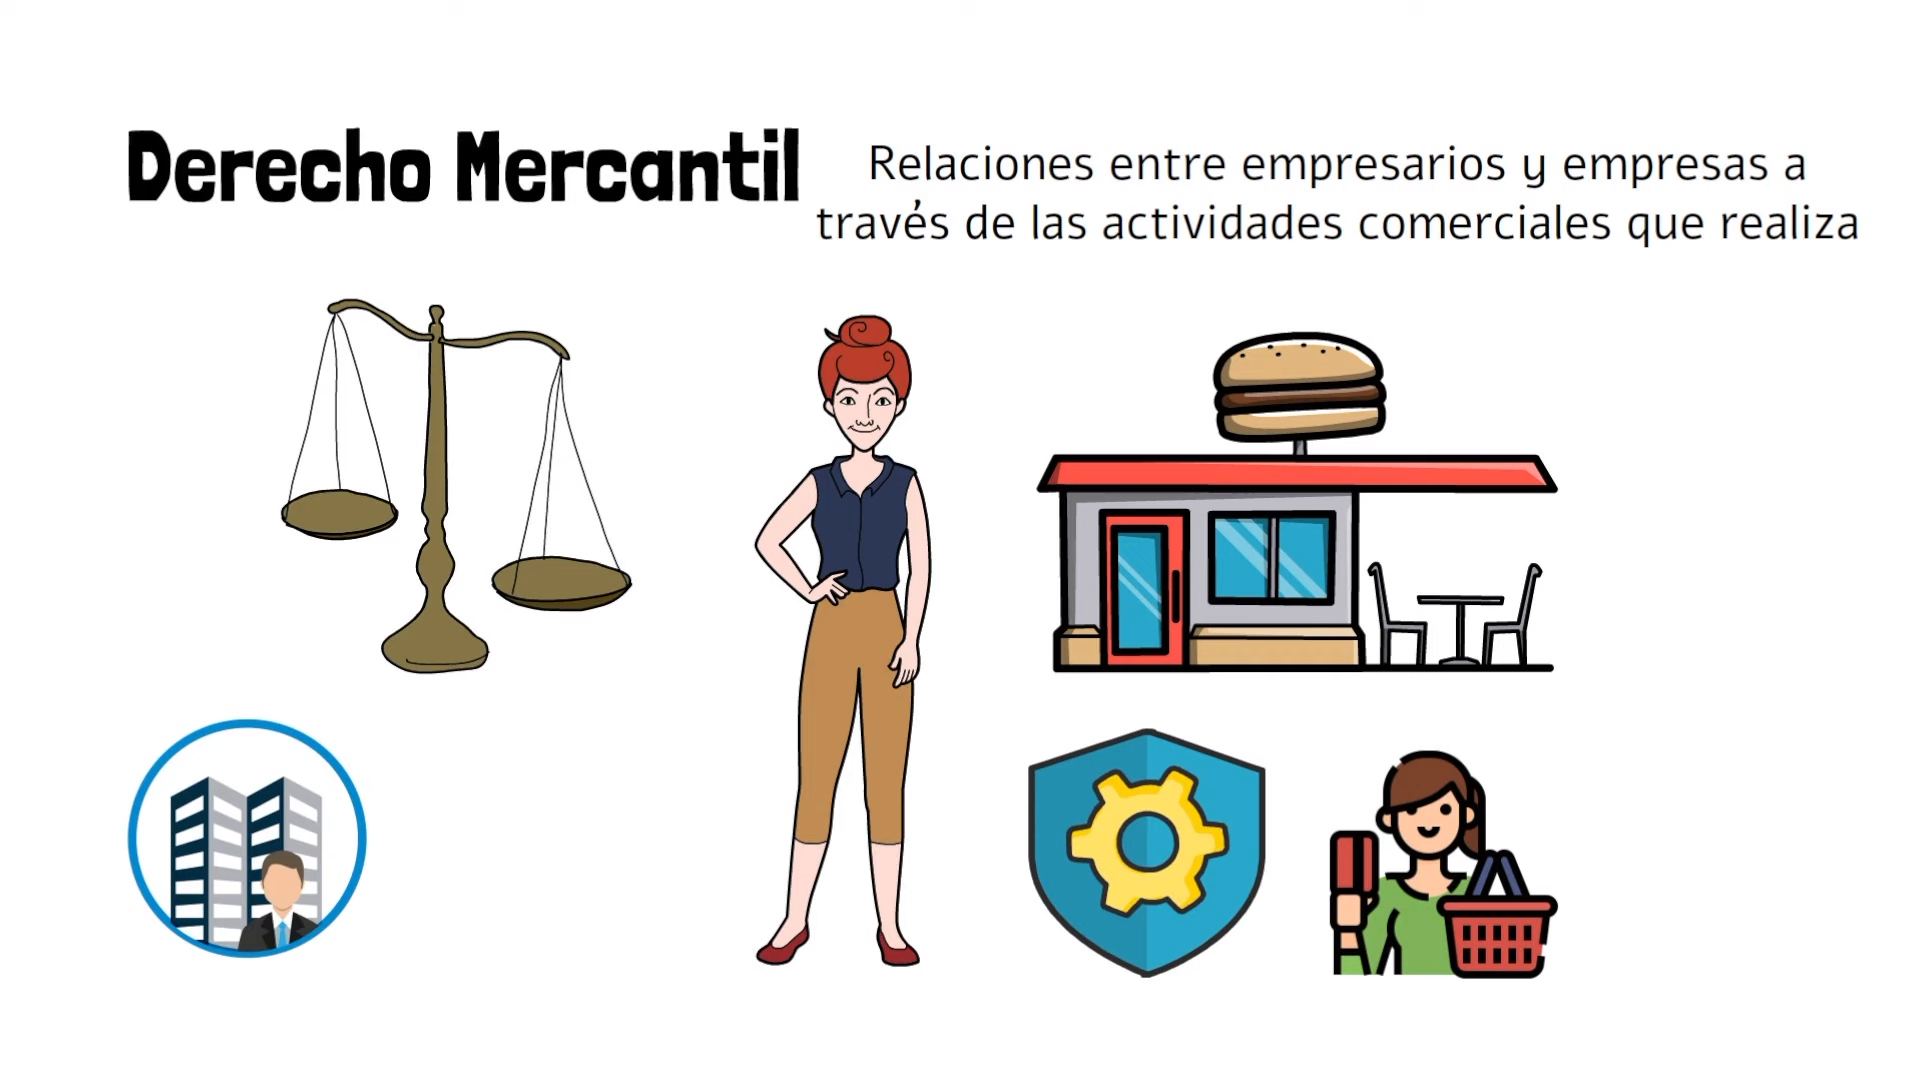 Derecho Mercantil
Relaciones entre empresarios y empresas a
través de las actividades comerciales que realiza